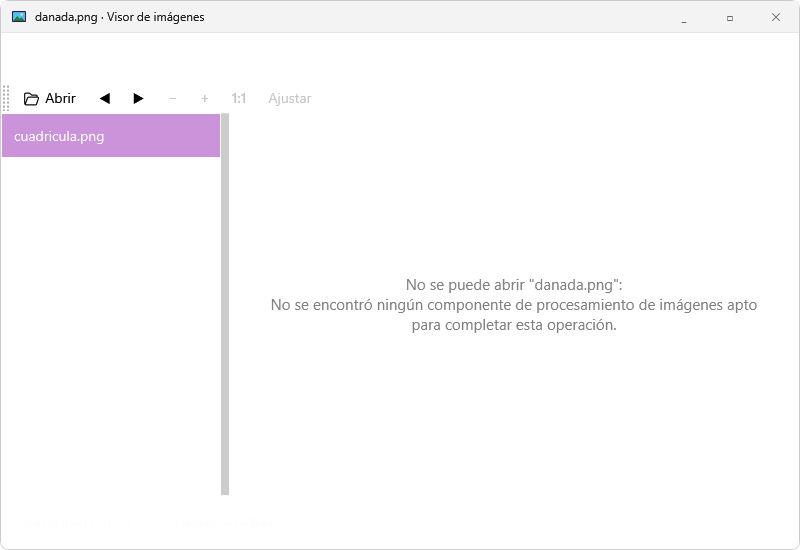 danada.png · Visor de imágenes
Abrir
1:1
Ajustar
cuadricula.png
No se puede abrir "danada.png":
No se encontró ningún componente de procesamiento de imágenes apto
para completar esta operación.